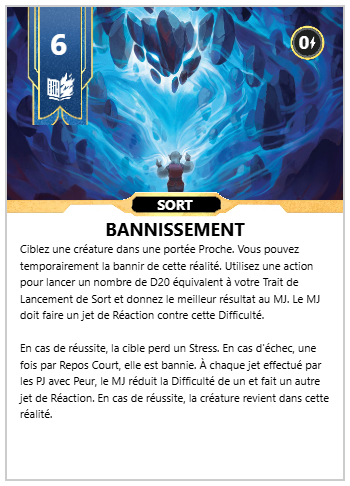 6
0
SORT
BANNISSEMENT
Ciblez une créature dans une portée Proche. Vous pouvez
temporairement la bannir de cette réalité. Utilisez une action
pour lancer un nombre de D20 équivalent à votre Trait de
Lancement de Sort et donnez le meilleur résultat au MJ. Le MJ
doit faire un jet de Réaction contre cette Difficulté.
En cas de réussite, la cible perd un Stress. En cas d'échec, une
fois par Repos Court, elle est bannie. À chaque jet effectué par
les PJ avec Peur, le MJ réduit la Difficulté de un et fait un autre
jet de Réaction. En cas de réussite, la créature revient dans cette
réalité.